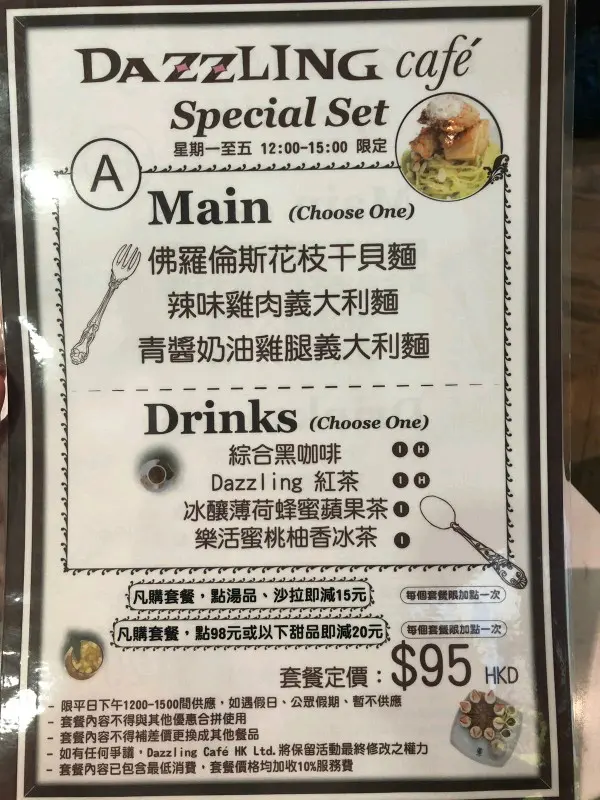 DAZZLING café
Special Set
星期一至五 12:00-15:00 限定
A
Main (Choose One)
佛羅倫斯花枝干貝麵
辣味雞肉義大利麵
青醬奶油雞腿義大利麵
Drinks (Choose One)
綜合黑咖啡 I H
Dazzling 紅茶 I H
冰釀薄荷蜂蜜蘋果茶 I
樂活蜜桃柚香冰茶 I
凡購套餐，點湯品、沙拉即減15元 每個套餐限加點一次
凡購套餐，點98元或以下甜品即減20元 每個套餐限加點一次
套餐定價：$95 HKD
- 限平日下午1200-1500間供應，如遇假日、公眾假期、暫不供應
- 套餐內容不得與其他優惠合拼使用
- 套餐內容不得補差價更換成其他餐品
- 如有任何爭議，Dazzling Café HK Ltd.將保留活動最終修改之權力
- 套餐內容已包含最低消費，套餐價格均加收10%服務費